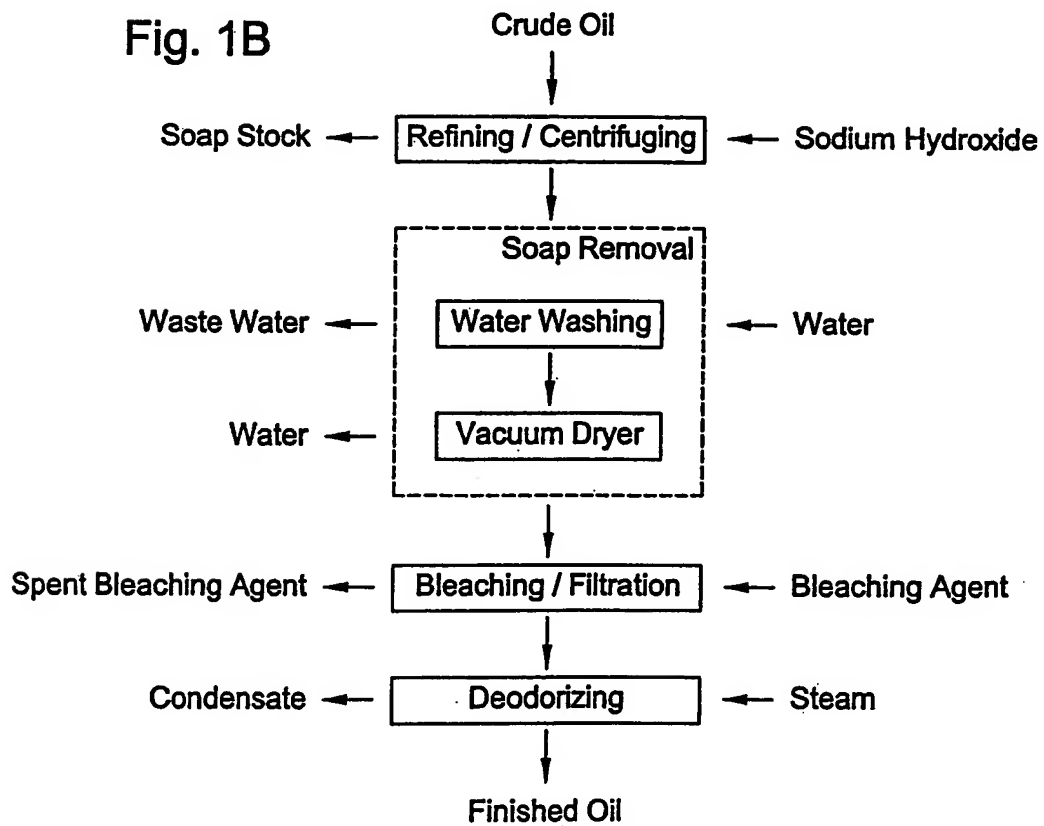 Fig. 1B
Crude Oil
Soap Stock
Refining / Centrifuging
Sodium Hydroxide
Soap Removal
Waste Water
Water Washing
Water
Water
Vacuum Dryer
Spent Bleaching Agent
Bleaching / Filtration
Bleaching Agent
Condensate
Deodorizing
Steam
Finished Oil